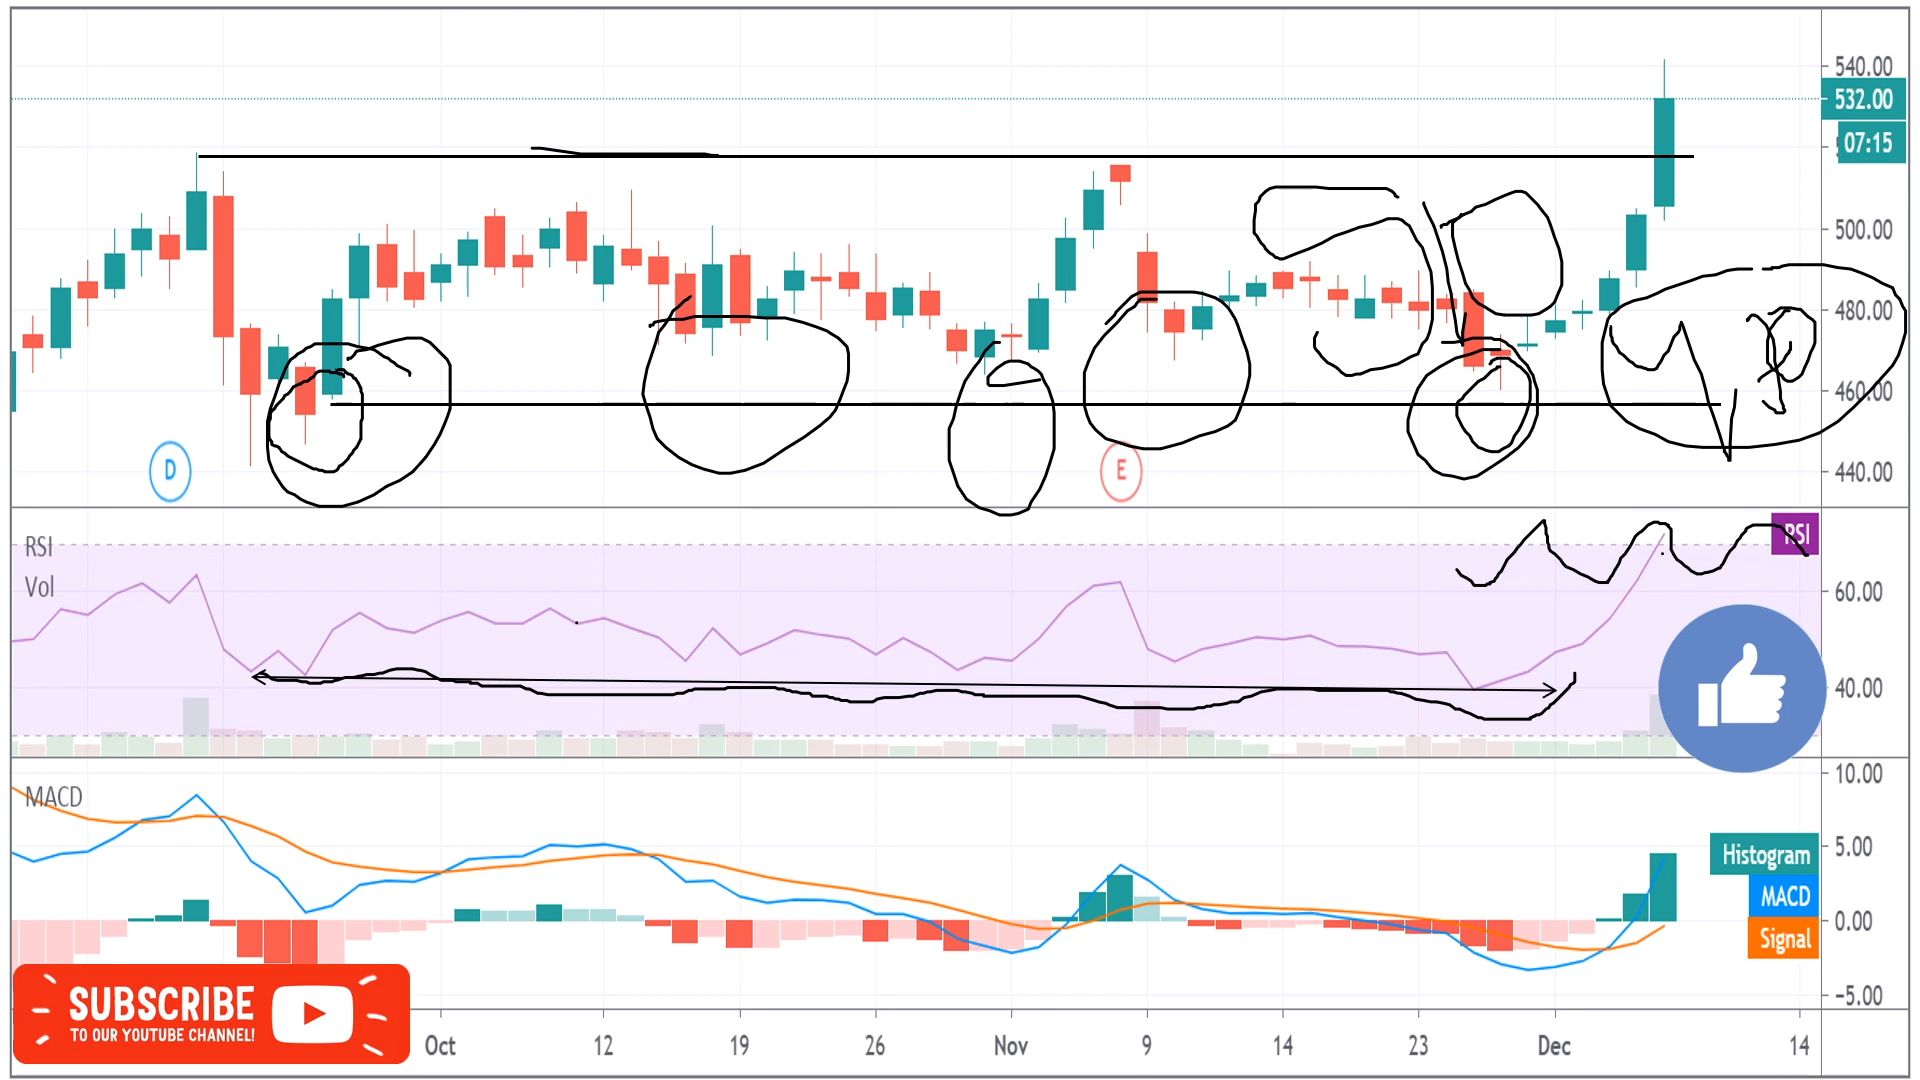 540.00
532.00
07:15
500.00
480.00
460.00
440.00
D
E
RSI
RSI
Vol
60.00
40.00
MACD
10.00
5.00
Histogram
MACD
0.00
Signal
-5.00
SUBSCRIBE
TO OUR YOUTUBE CHANNEL!
Oct 12 19 26 Nov 9 14 23 Dec 14